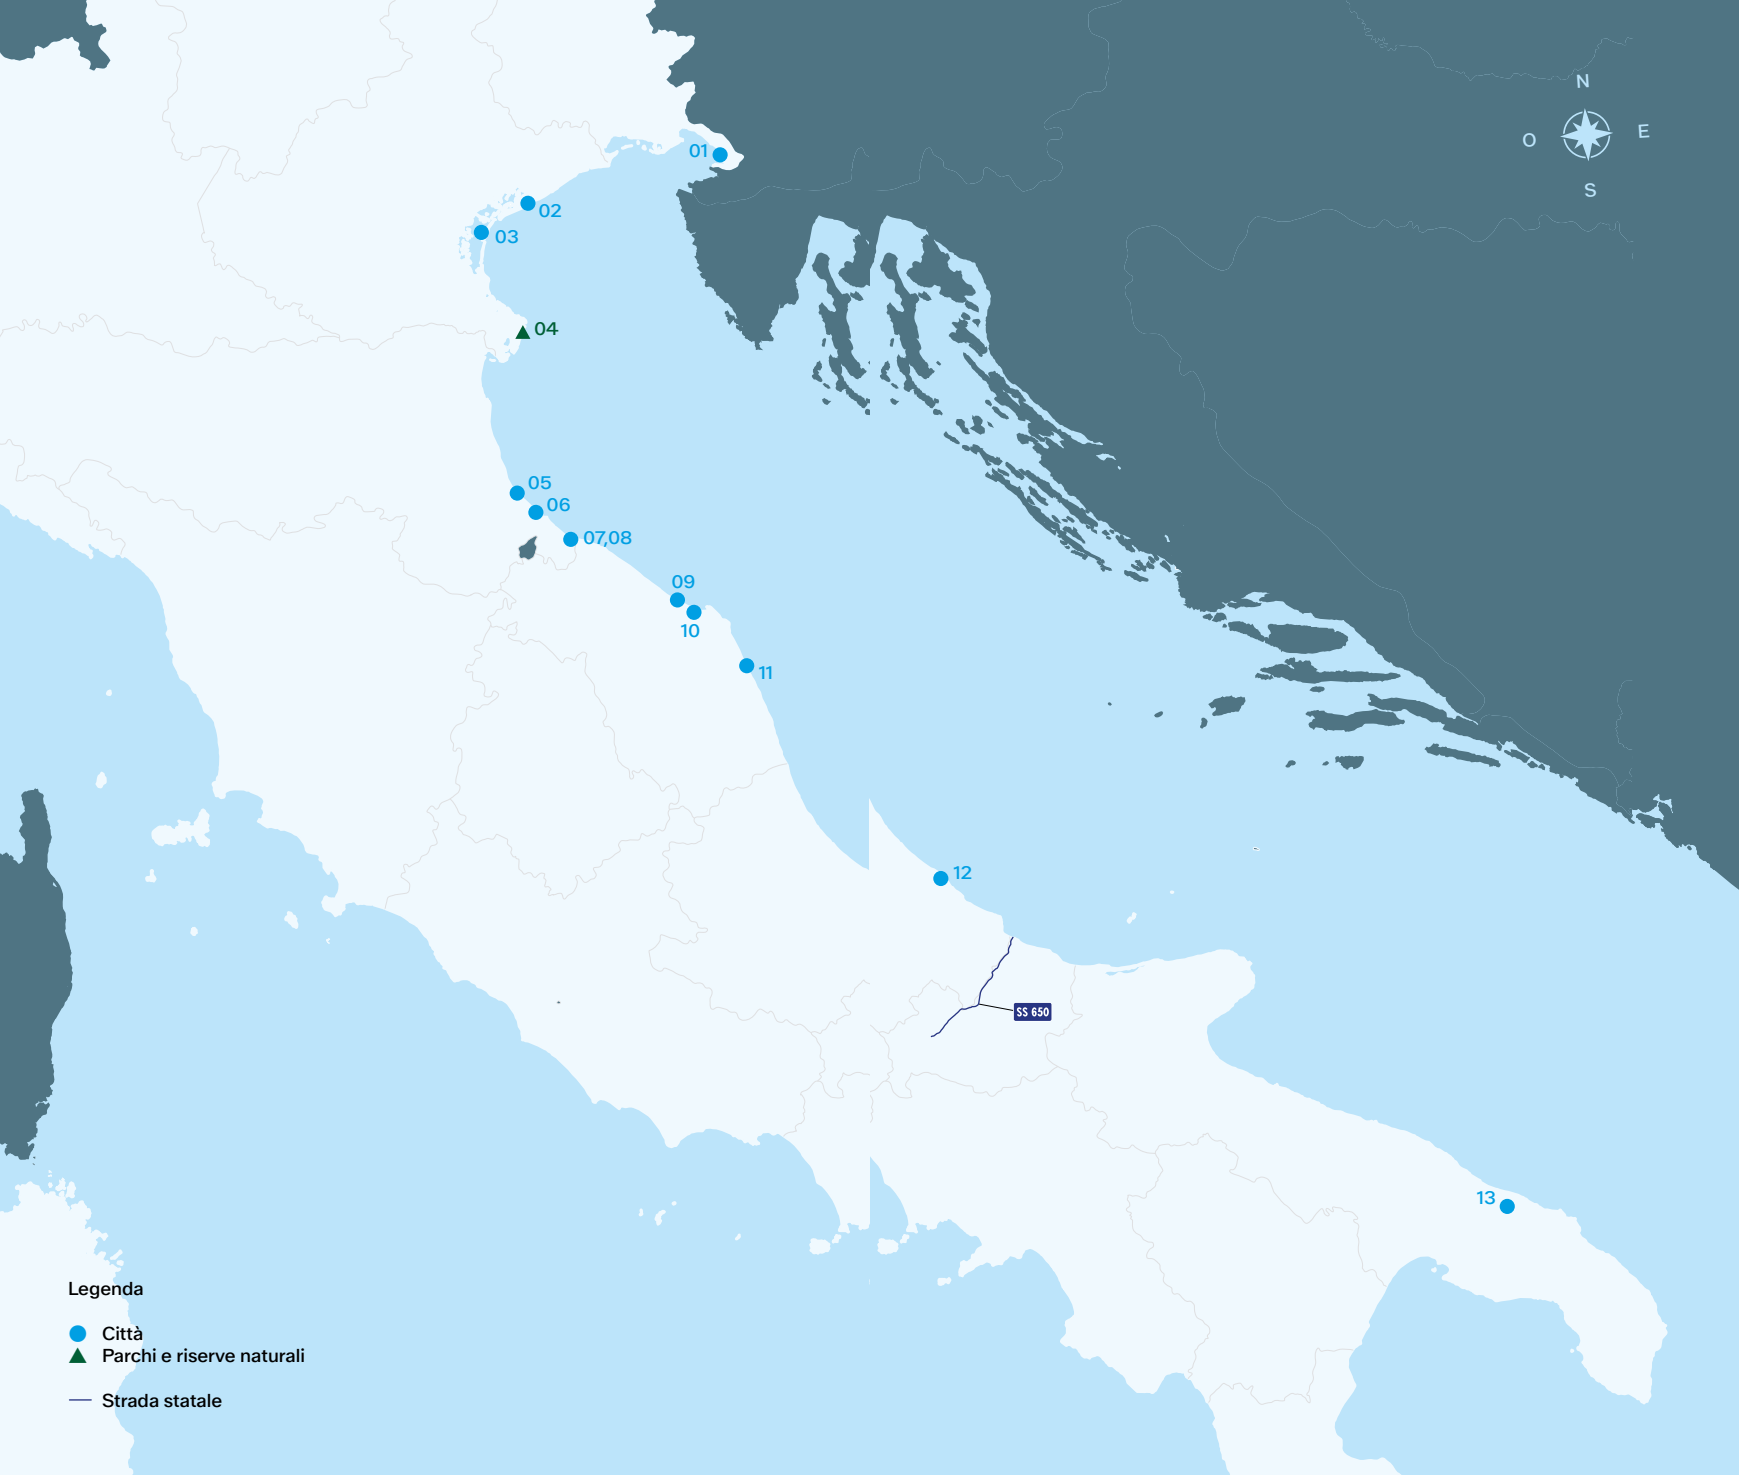 N
O
E
S
01
02
03
04
05
06
07,08
09
10
11
12
SS 650
13
Legenda
Città
Parchi e riserve naturali
Strada statale